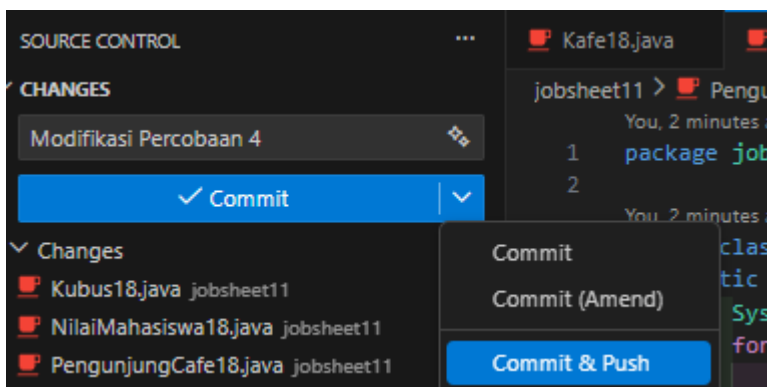 SOURCE CONTROL
CHANGES
Modifikasi Percobaan 4
Commit
Changes
Kubus18.java jobsheet11
NilaiMahasiswa18.java jobsheet11
PengunjungCafe18.java jobsheet11
Commit
Commit (Amend)
Commit & Push
Kafe18.java
jobsheet11 > Pengu
You, 2 minutes
1 package job
2
You, 2 minutes
clas
tic
Sys
for